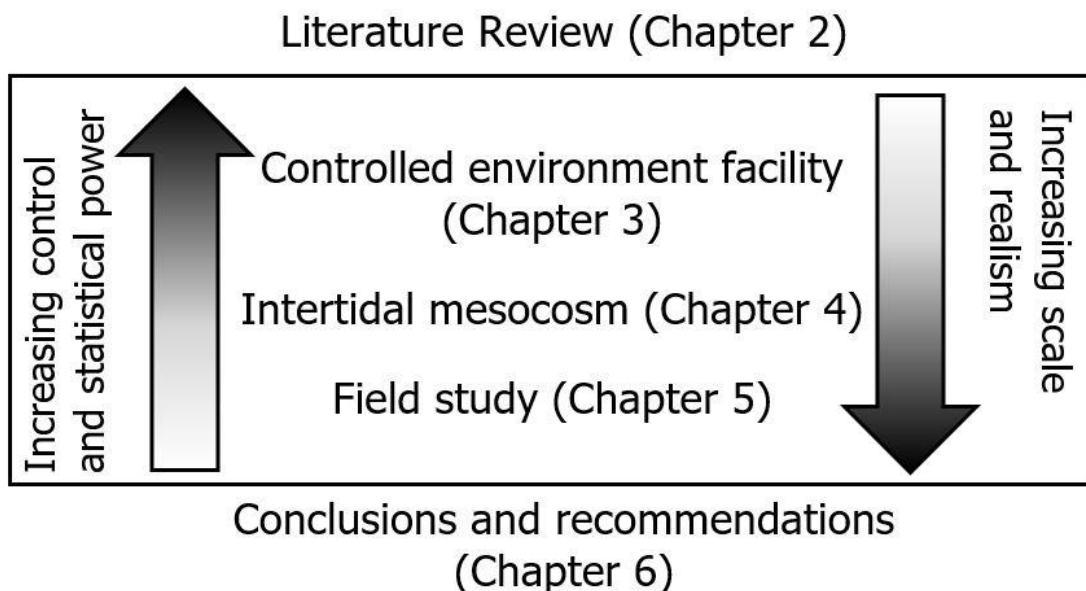 Literature Review (Chapter 2)
Increasing control
and statistical power
Controlled environment facility
(Chapter 3)
Intertidal mesocosm (Chapter 4)
Field study (Chapter 5)
Increasing scale
and realism
Conclusions and recommendations
(Chapter 6)